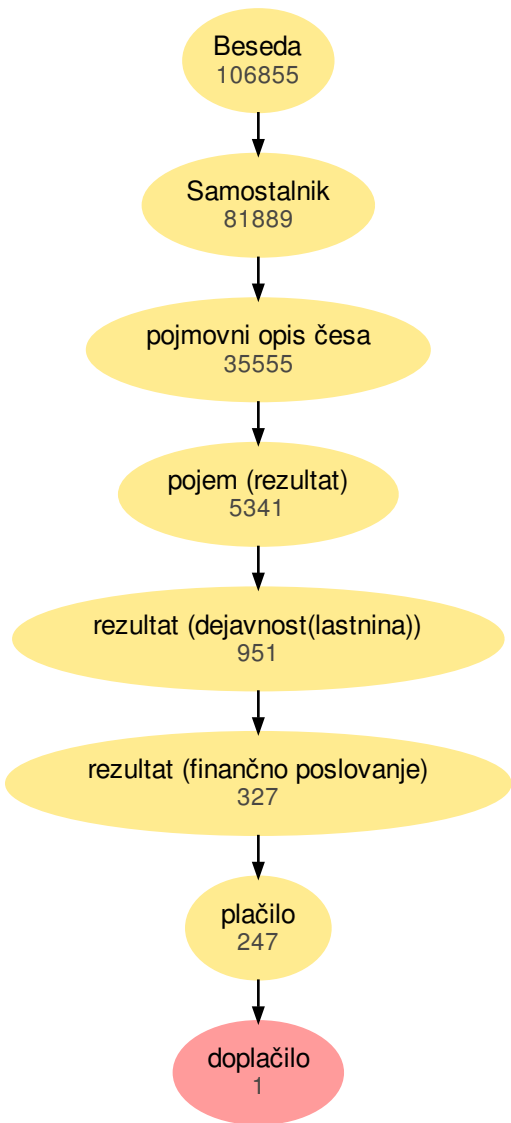 Beseda
106855
Samostalnik
81889
pojmovni opis česa
35555
pojem (rezultat)
5341
rezultat (dejavnost(lastnina))
951
rezultat (finančno poslovanje)
327
plačilo
247
doplačilo
1